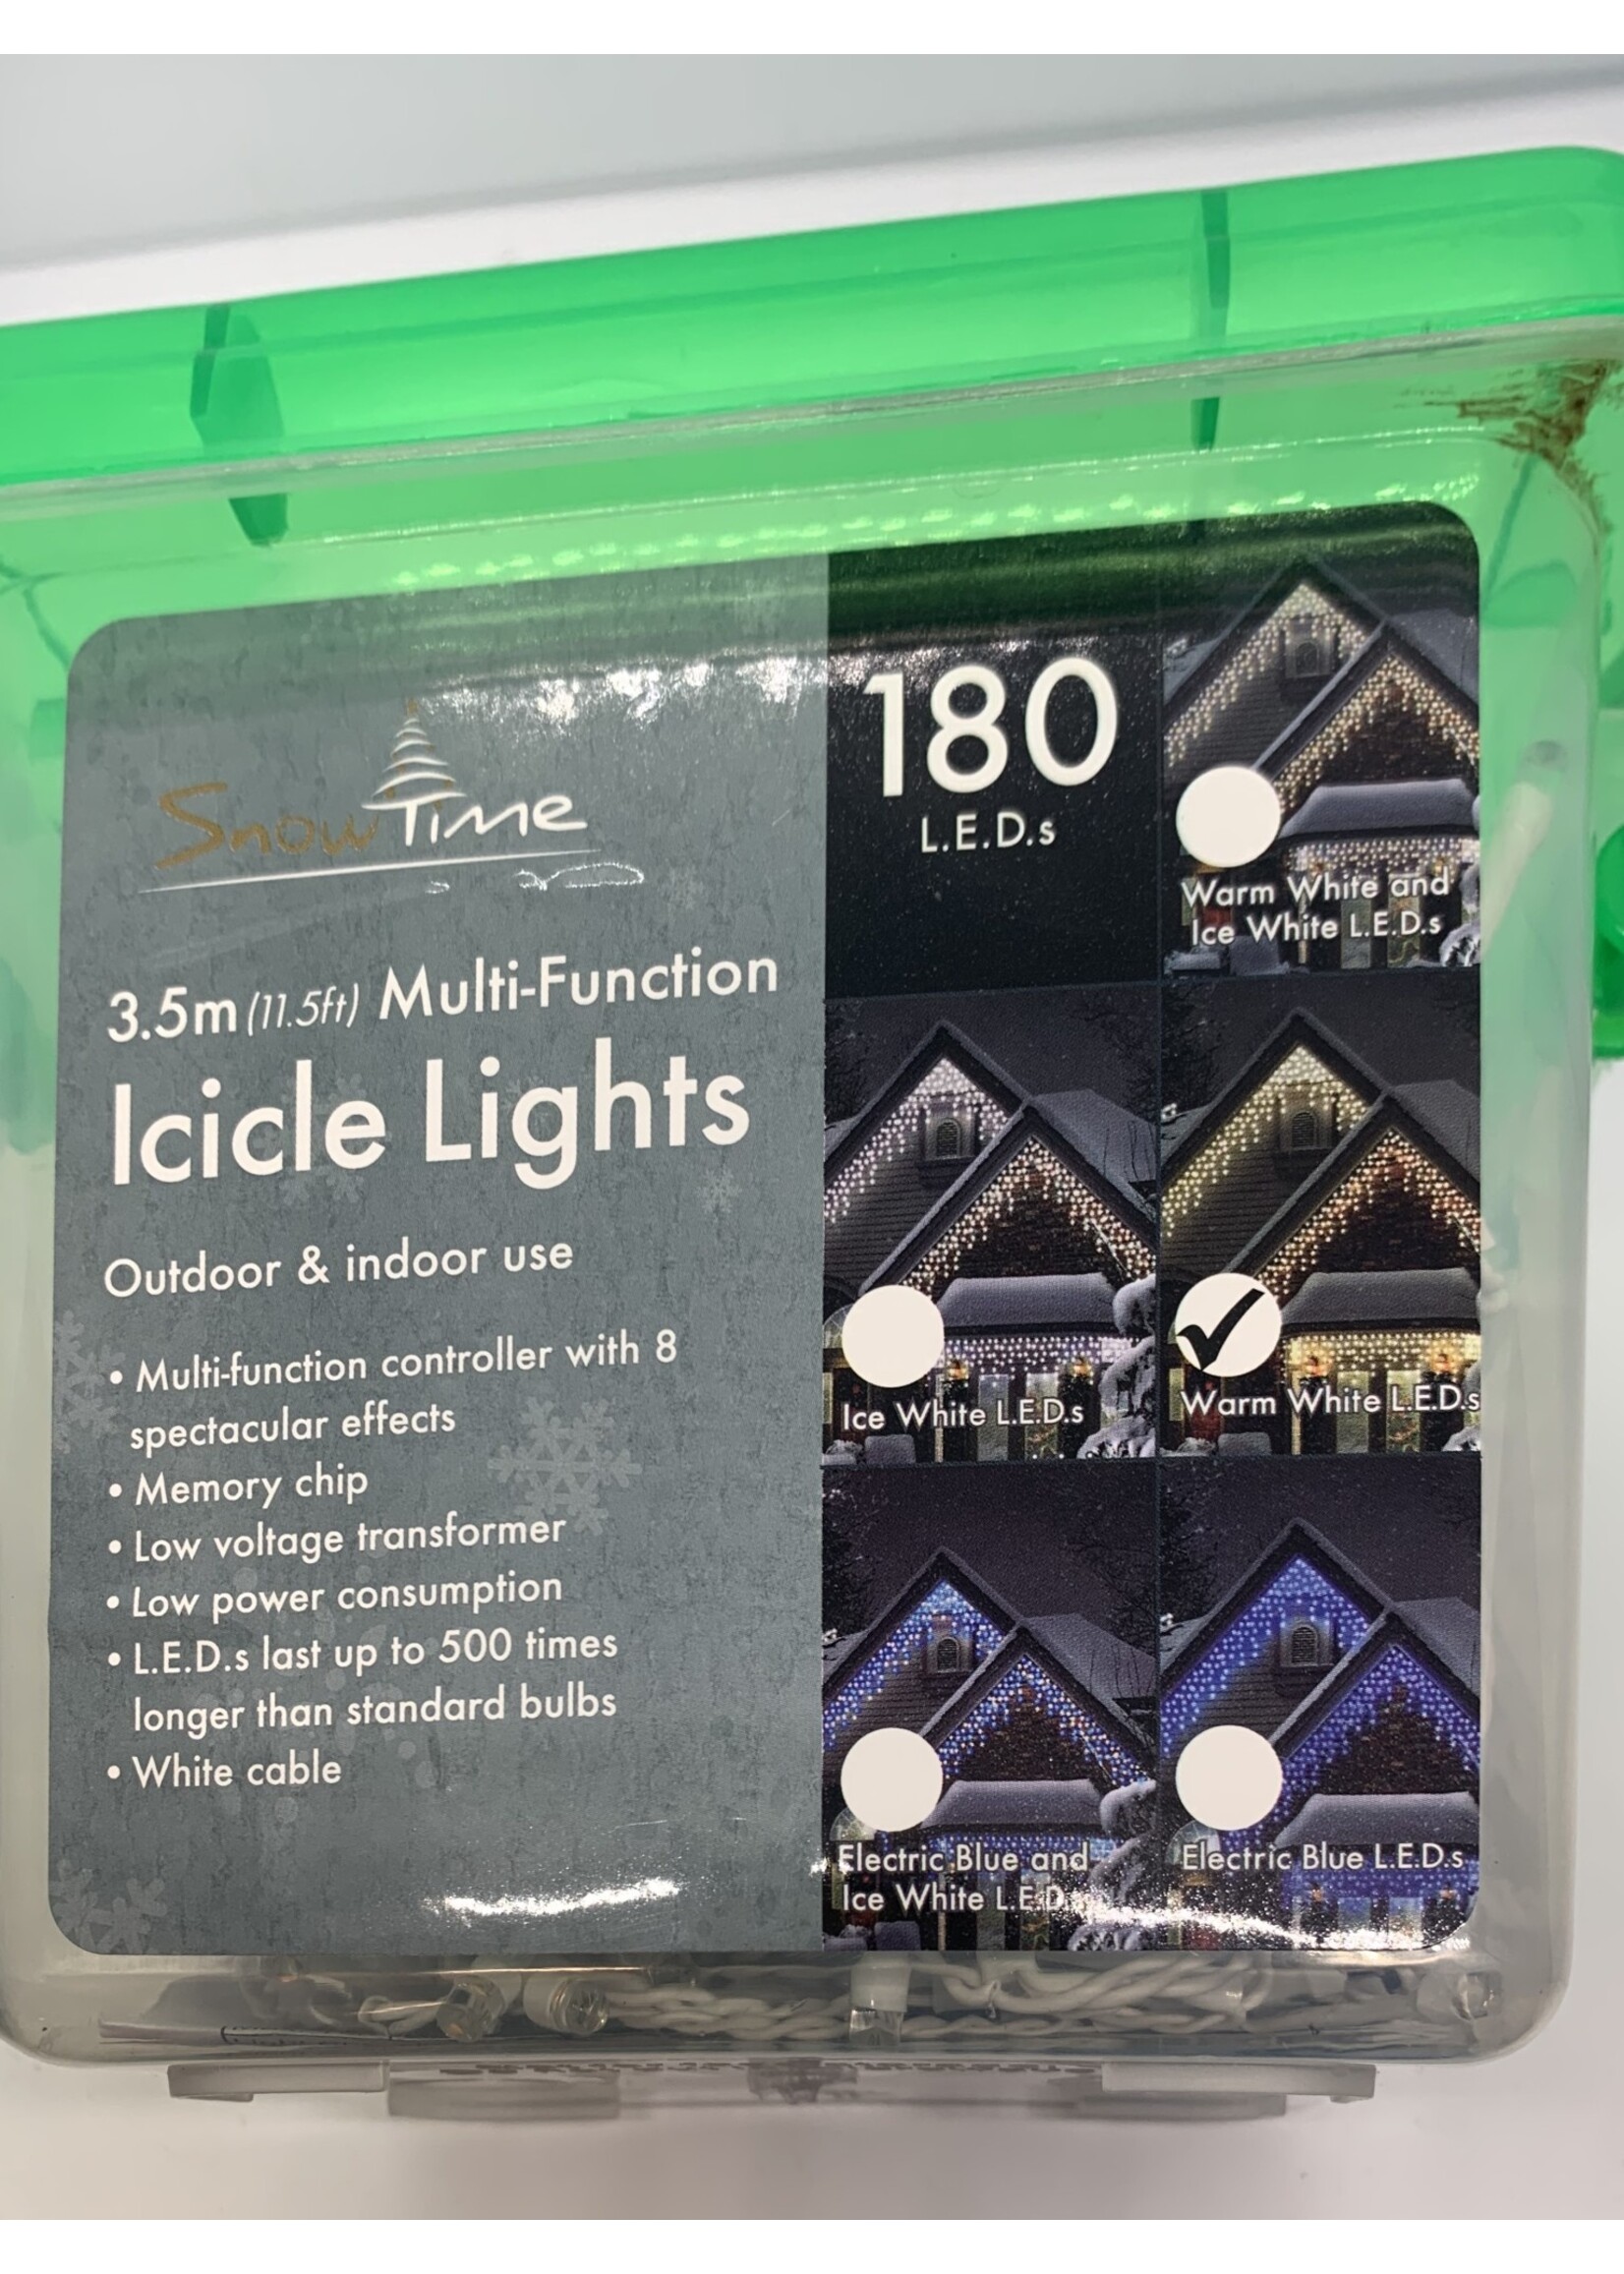 SnowTime
3.5m (11.5ft) Multi-Function
Icicle Lights
Outdoor & indoor use
• Multi-function controller with 8
spectacular effects
• Memory chip
• Low voltage transformer
• Low power consumption
• L.E.D.s last up to 500 times
longer than standard bulbs
• White cable
180
L.E.D.s
Warm White and
Ice White L.E.D.s
Ice White L.E.D.s
Warm White L.E.D.s
Electric Blue and
Ice White L.E.D.
Electric Blue L.E.D.s